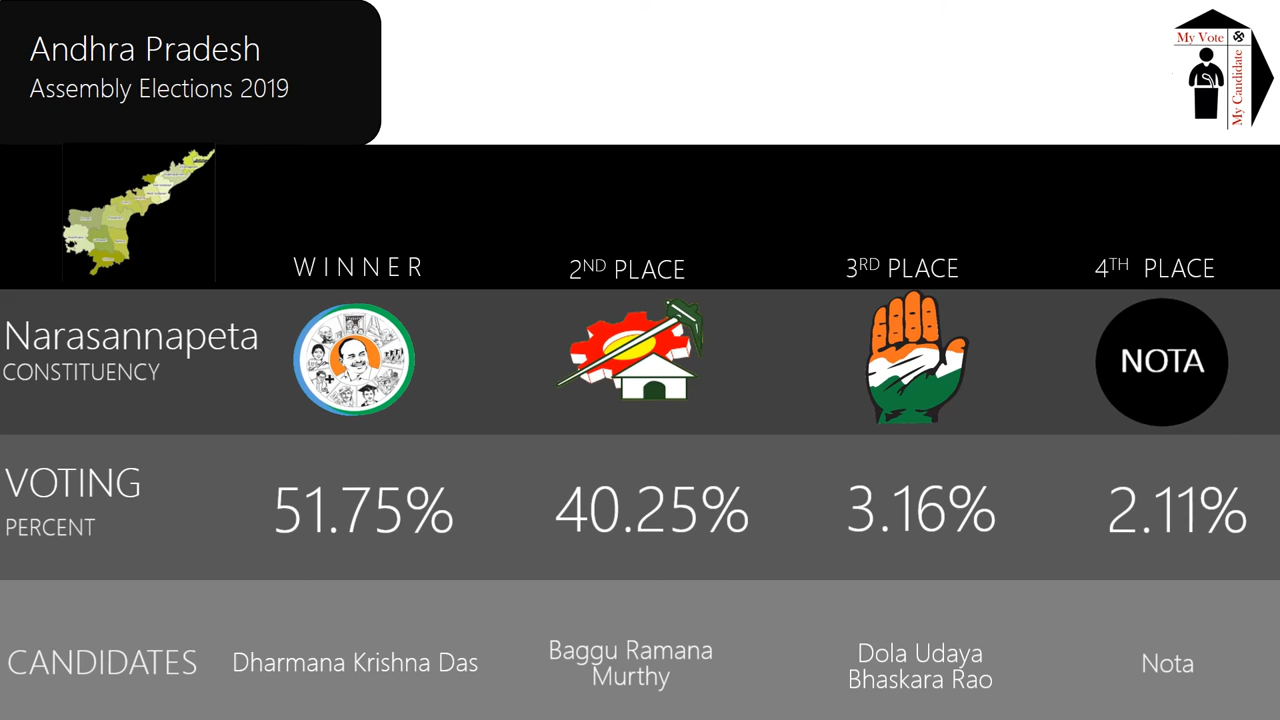 Andhra Pradesh
Assembly Elections 2019
My Vote
My Candidate
WINNER
2ND PLACE
3RD PLACE
4TH PLACE
Narasannapeta
CONSTITUENCY
NOTA
VOTING
PERCENT
51.75%
40.25%
3.16%
2.11%
CANDIDATES
Dharmana Krishna Das
Baggu Ramana
Murthy
Dola Udaya
Bhaskara Rao
Nota